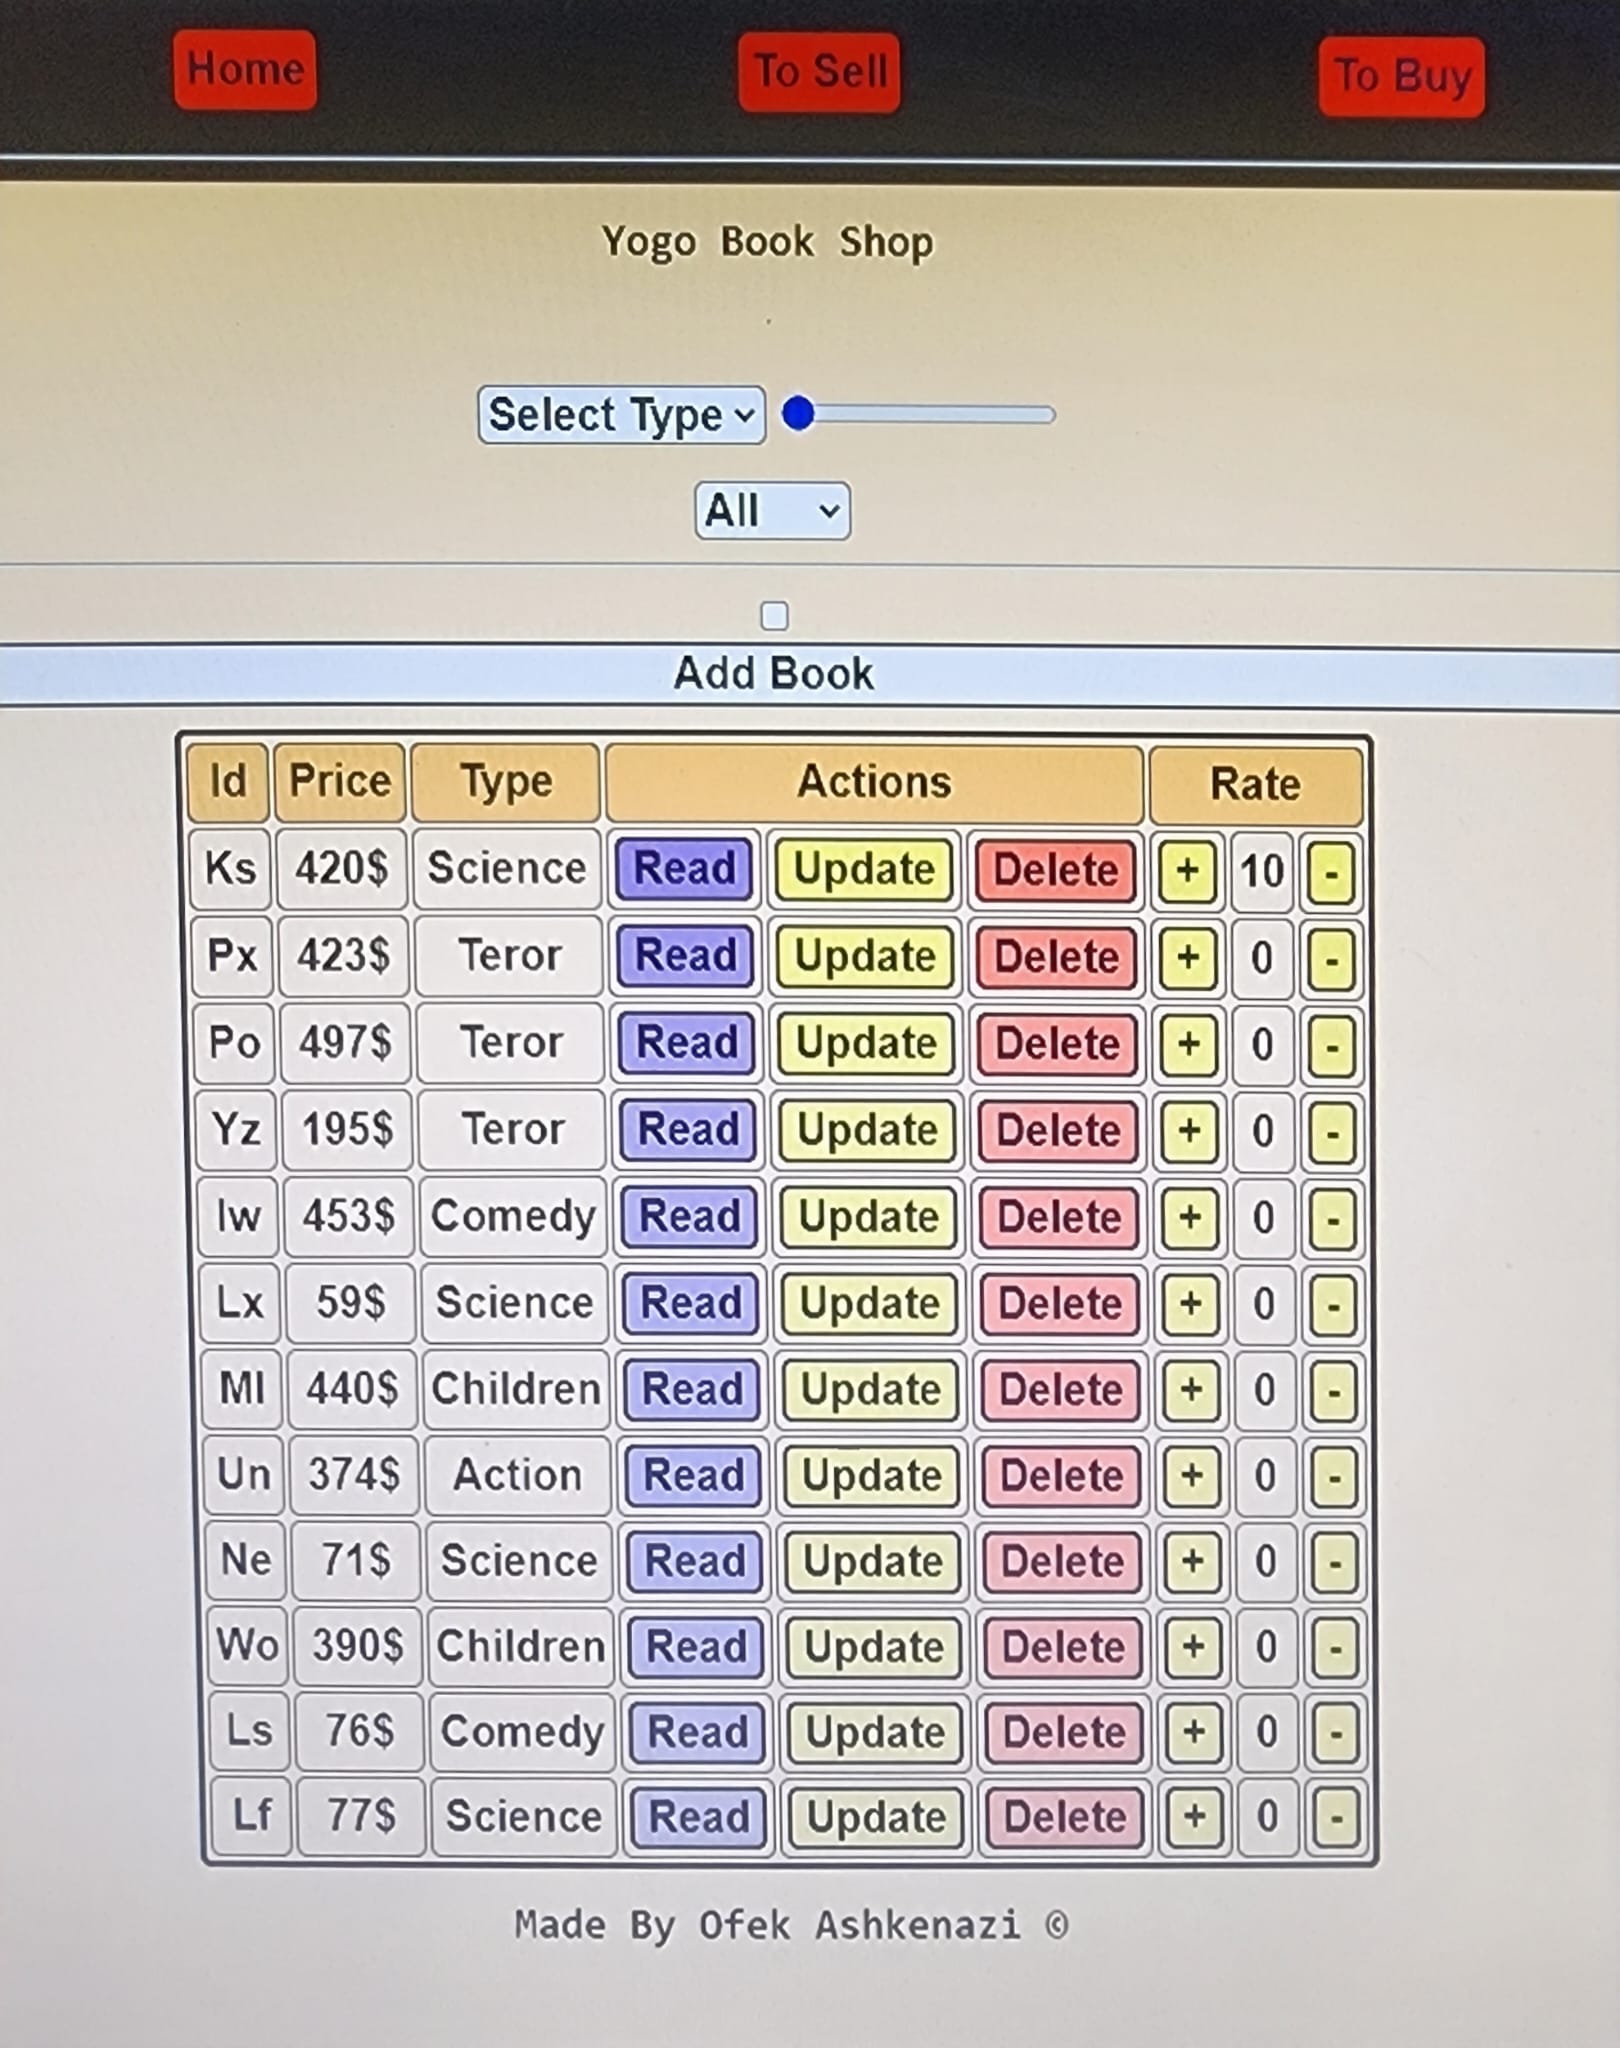 Home To Sell To Buy
Yogo Book Shop
Select Type
All
Add Book
Id Price Type Actions Rate
Ks 420$ Science Read Update Delete + 10 -
Px 423$ Teror Read Update Delete + 0 -
Po 497$ Teror Read Update Delete + 0 -
Yz 195$ Teror Read Update Delete + 0 -
Iw 453$ Comedy Read Update Delete + 0 -
Lx 59$ Science Read Update Delete + 0 -
Ml 440$ Children Read Update Delete + 0 -
Un 374$ Action Read Update Delete + 0 -
Ne 71$ Science Read Update Delete + 0 -
Wo 390$ Children Read Update Delete + 0 -
Ls 76$ Comedy Read Update Delete + 0 -
Lf 77$ Science Read Update Delete + 0 -
Made By Ofek Ashkenazi ©